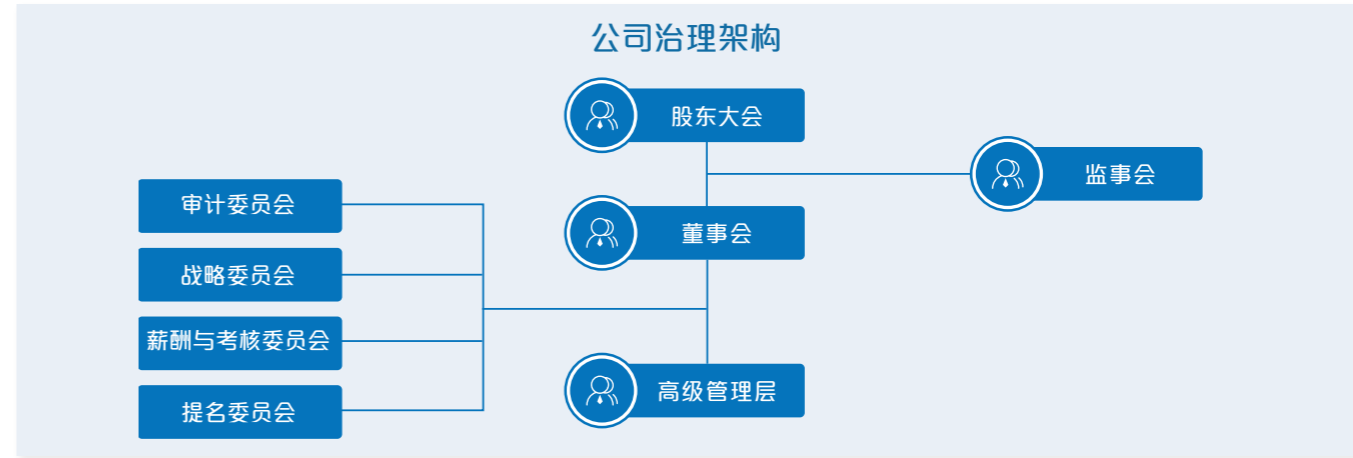 公司治理架构
股东大会
监事会
审计委员会
董事会
战略委员会
薪酬与考核委员会
高级管理层
提名委员会